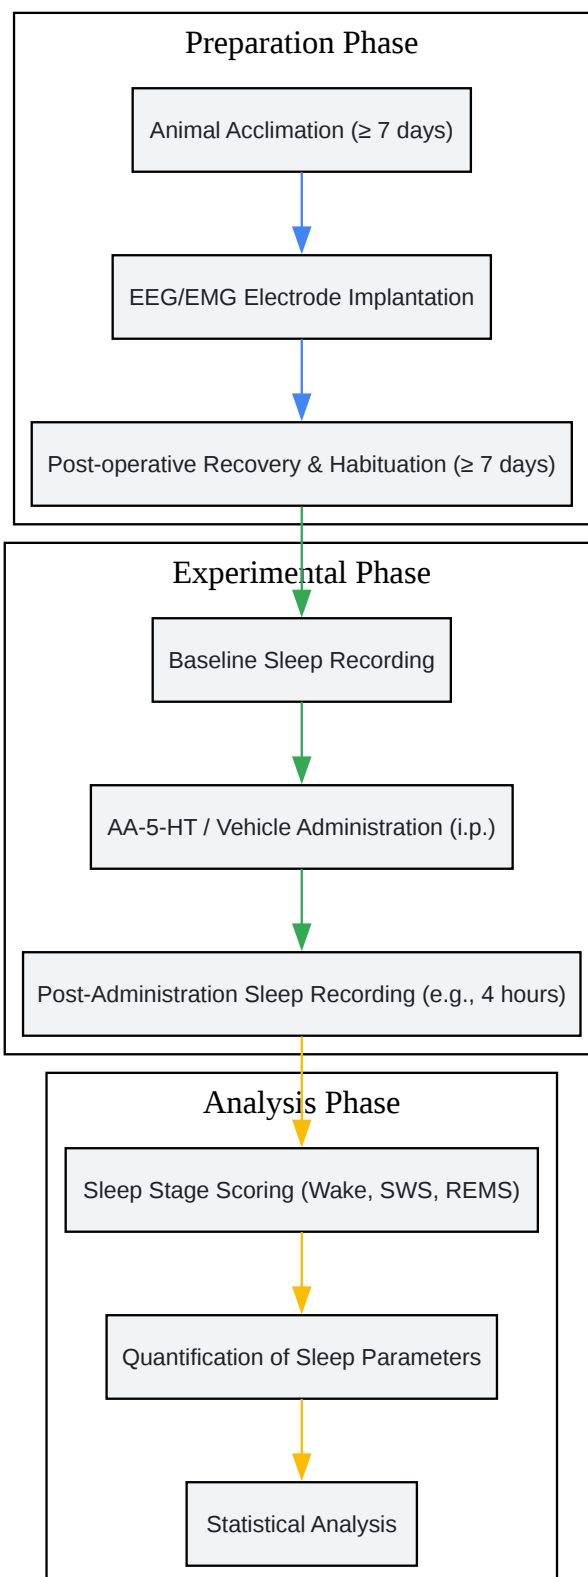 Preparation Phase
Animal Acclimation (≥ 7 days)
EEG/EMG Electrode Implantation
Post-operative Recovery & Habituation (≥ 7 days)
Experimental Phase
Baseline Sleep Recording
AA-5-HT / Vehicle Administration (i.p.)
Post-Administration Sleep Recording (e.g., 4 hours)
Analysis Phase
Sleep Stage Scoring (Wake, SWS, REMS)
Quantification of Sleep Parameters
Statistical Analysis